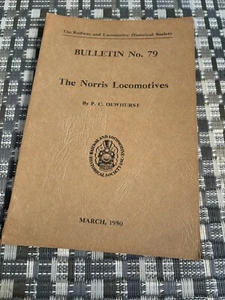 The Railway and Locomotive Historical Society
BULLETIN No. 79
The Norris Locomotives
By P. C. DEWHURST
MARCH, 1950